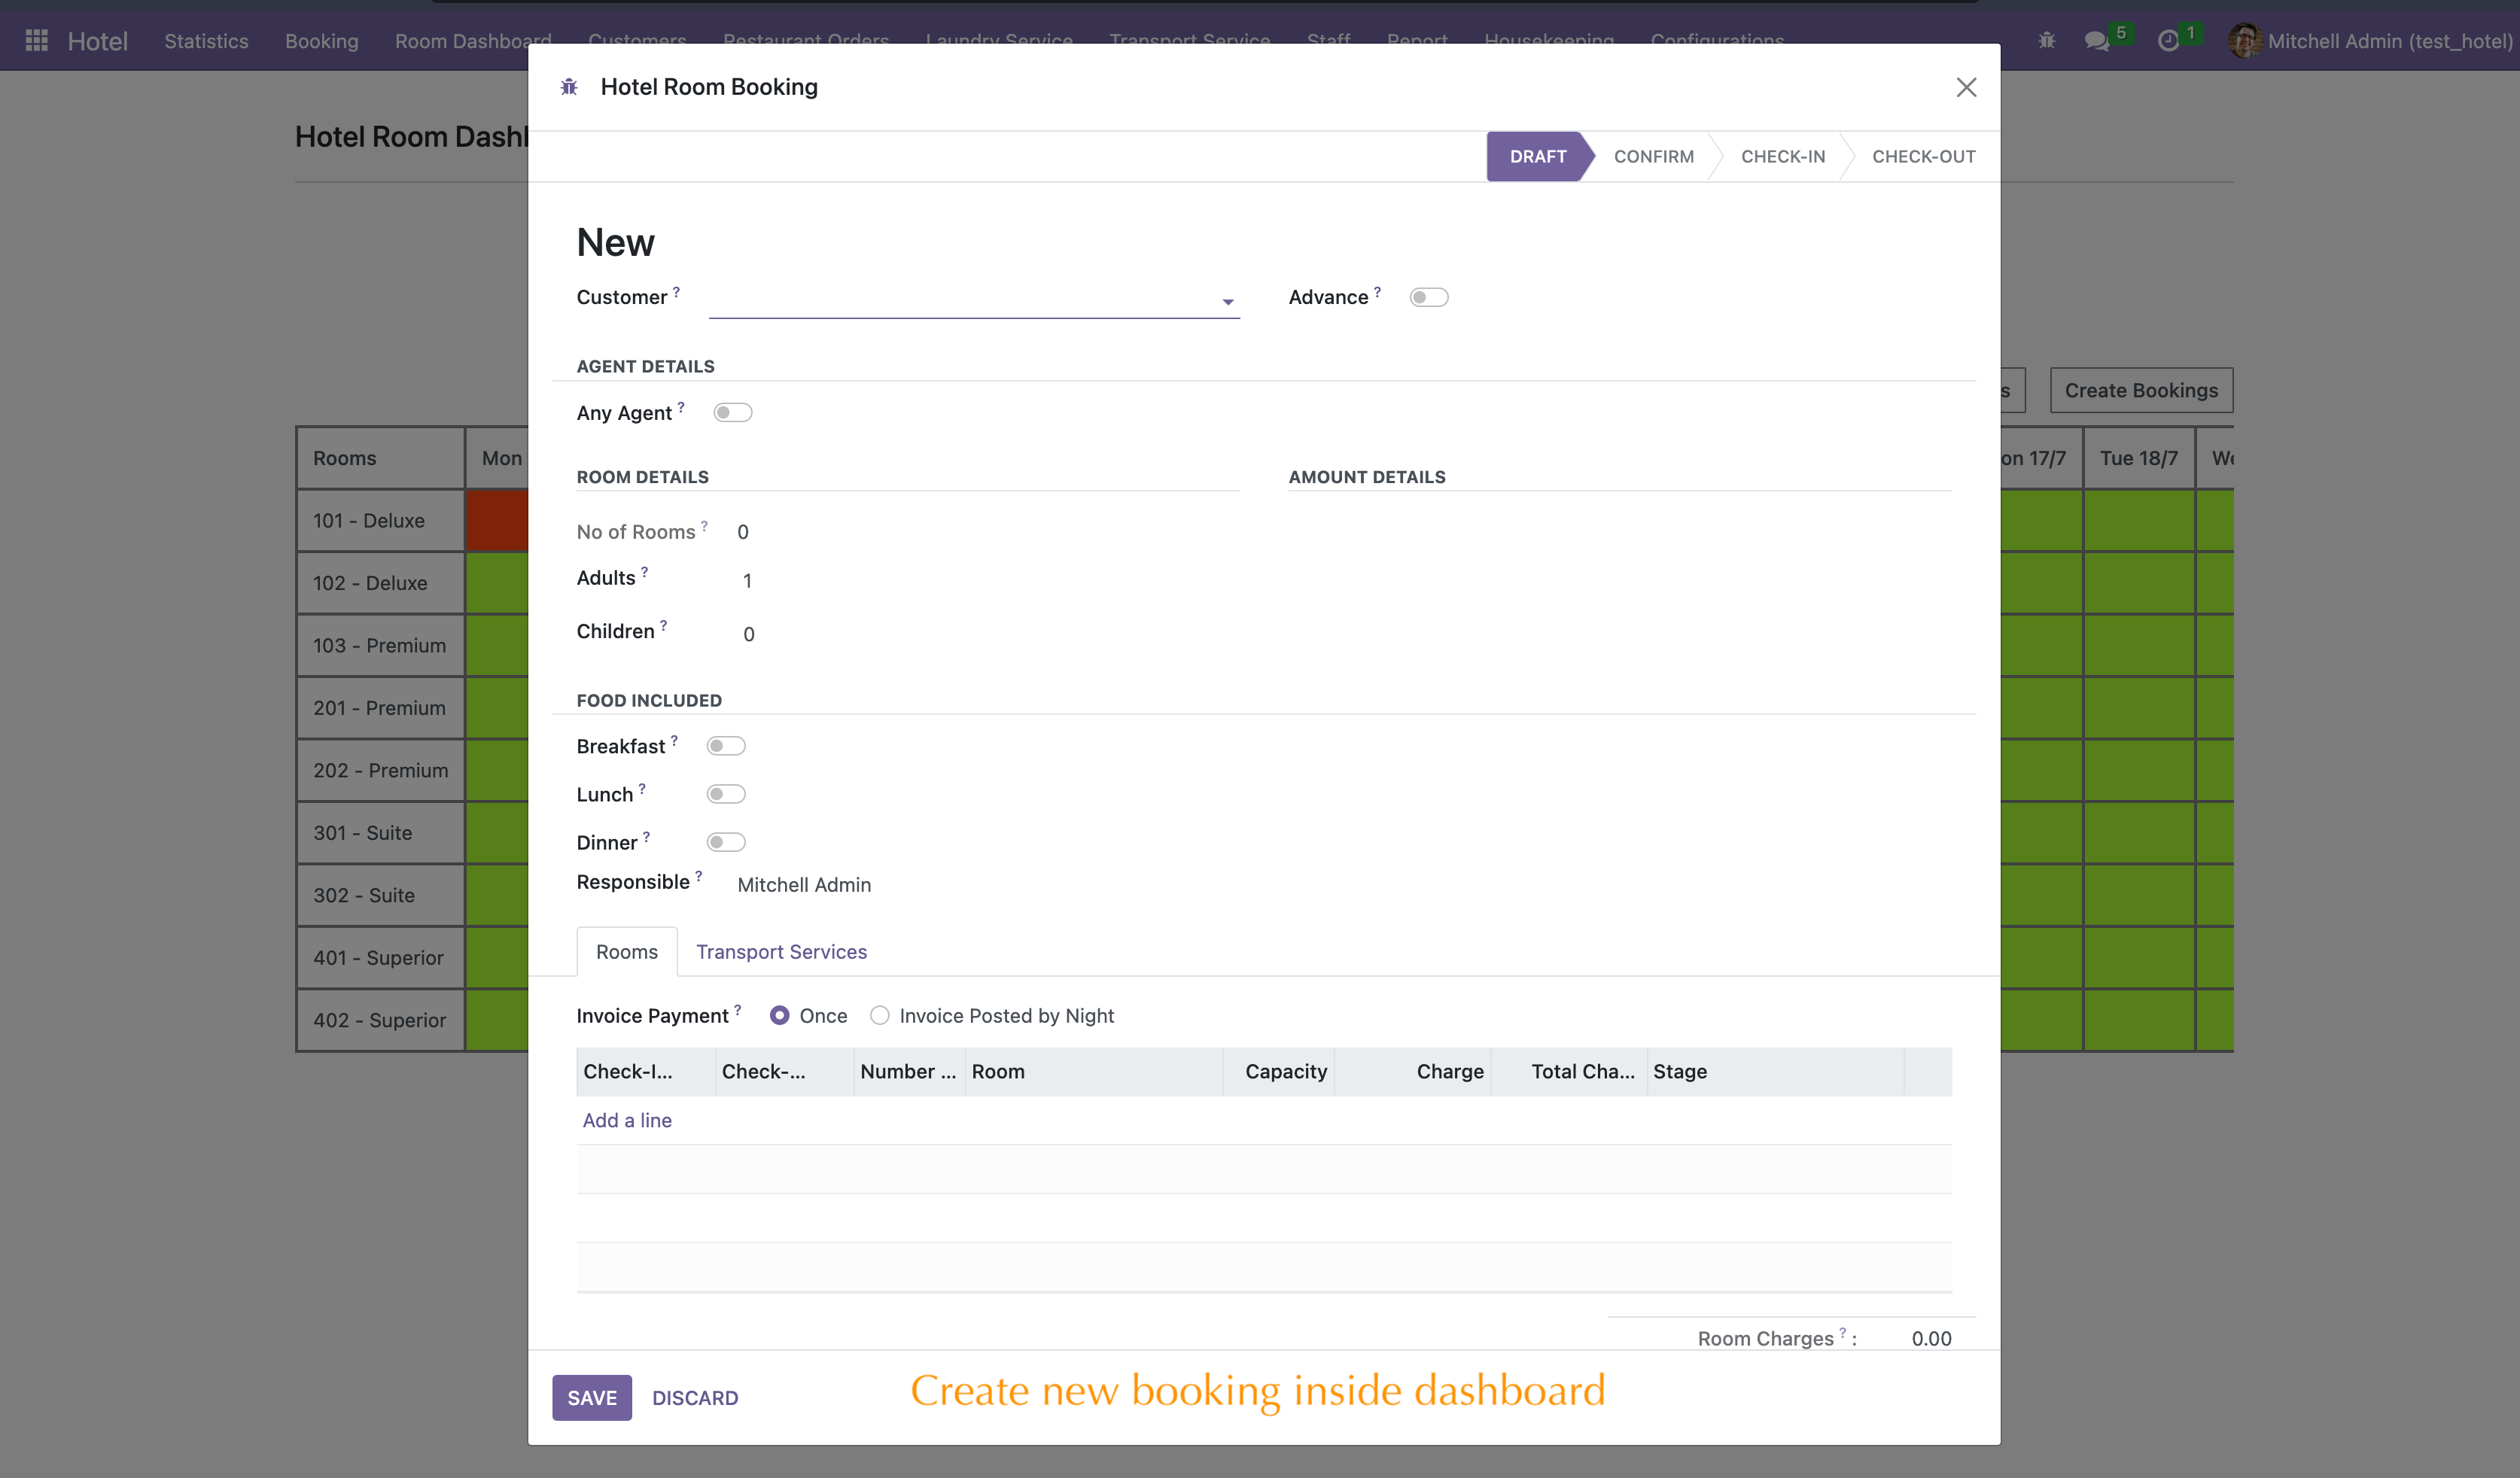 Hotel Statistics Booking Room Dashboard Customers Restaurant Orders Laundry Service Transport Service Staff Report Housekeeping Configurations 5 1 Mitchell Admin (test_hotel)
Hotel Room Booking
Hotel Room Dash
DRAFT CONFIRM CHECK-IN CHECK-OUT
New
Customer ? Advance ?
AGENT DETAILS
Any Agent ?
s Create Bookings
Rooms Mon on 17/7 Tue 18/7 We
ROOM DETAILS AMOUNT DETAILS
101 - Deluxe
No of Rooms ? 0
102 - Deluxe
Adults ? 1
Children ? 0
103 - Premium
201 - Premium
FOOD INCLUDED
Breakfast ?
202 - Premium
Lunch ?
301 - Suite
Dinner ?
Responsible ? Mitchell Admin
302 - Suite
Rooms Transport Services
401 - Superior
402 - Superior
Invoice Payment ? Once Invoice Posted by Night
Check-I... Check-... Number ... Room Capacity Charge Total Cha... Stage
Add a line
Room Charges ? : 0.00
SAVE DISCARD
Create new booking inside dashboard